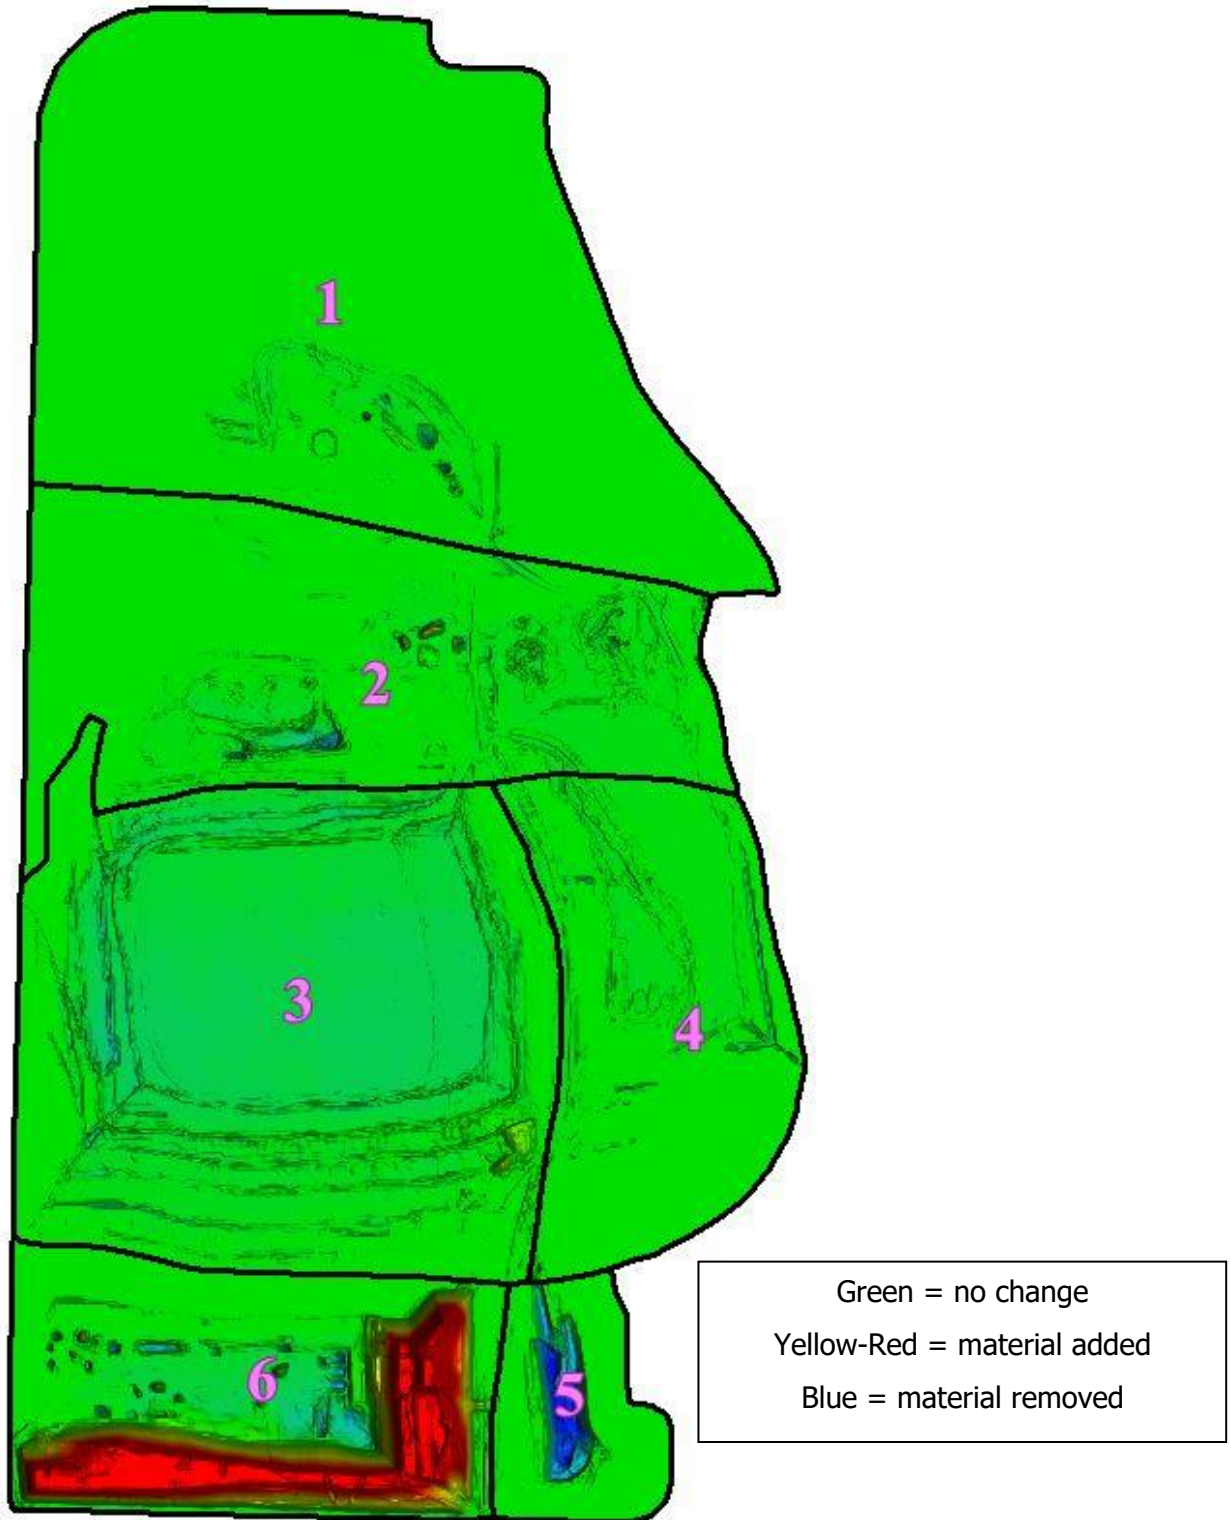 1
2
3
4
Green = no change
Yellow-Red = material added
6
5
Blue = material removed